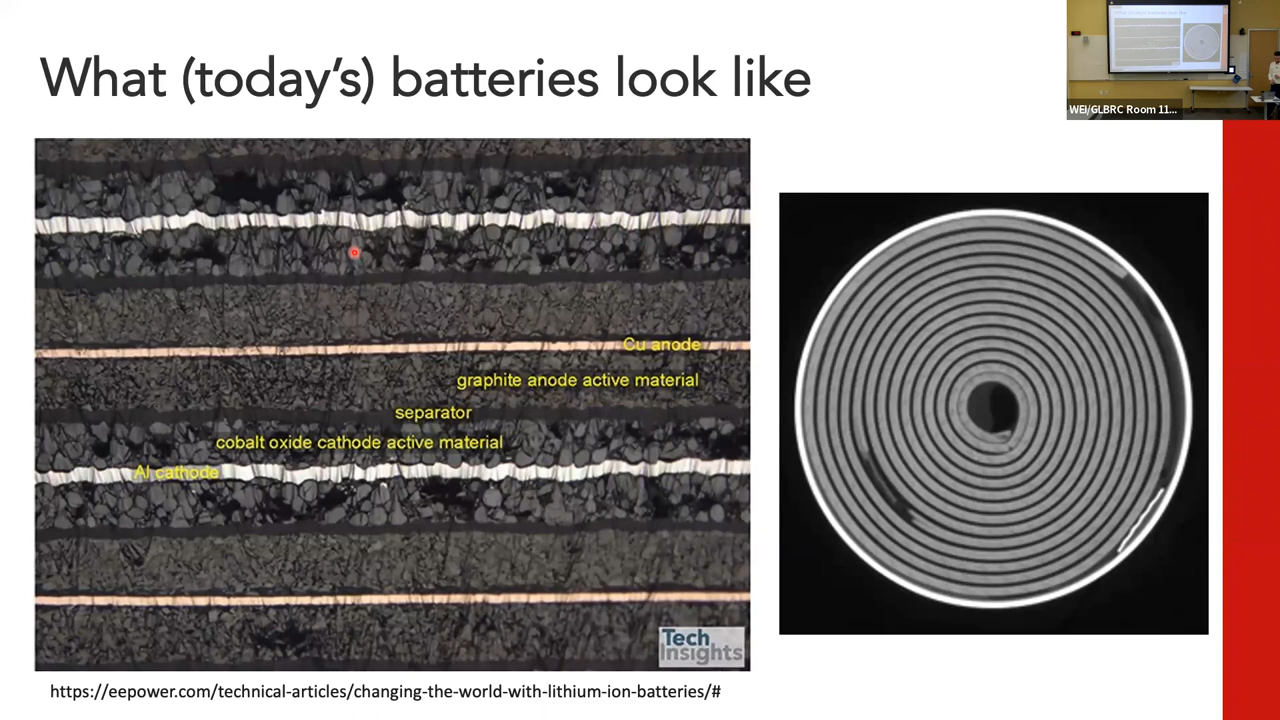 What (today's) batteries look like
WEI/GLBRC Room 11...
Cu anode
graphite anode active material
separator
cobalt oxide cathode active material
Al cathode
Tech
Insights
https://eepower.com/technical-articles/changing-the-world-with-lithium-ion-batteries/#